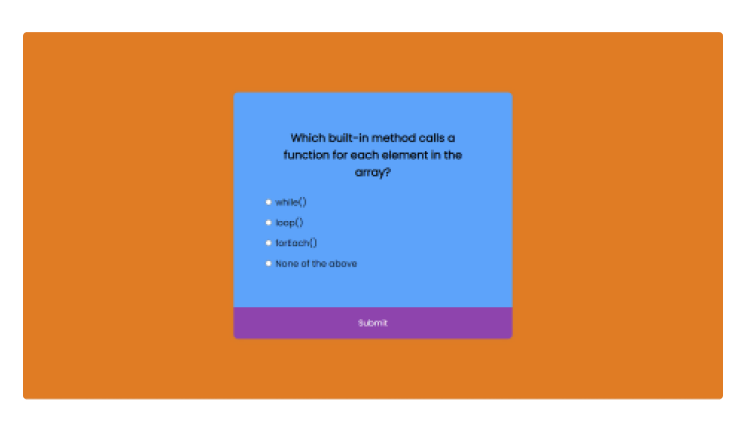 Which built-in method calls a
function for each element in the
array?
while()
loop()
forEach()
None of the above
Submit